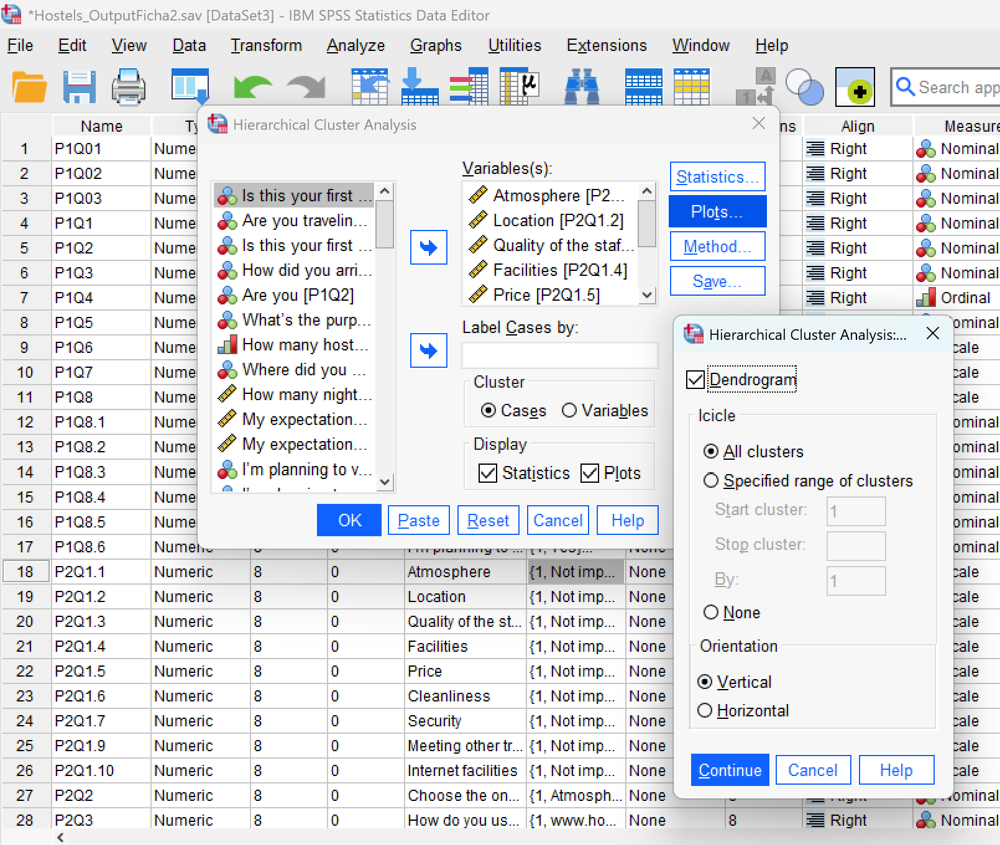 *Hostels_OutputFicha2.sav [DataSet3] - IBM SPSS Statistics Data Editor
File Edit View Data Transform Analyze Graphs Utilities Extensions Window Help
Search app
Name Ty ns Align Measure
1 P1Q01 Nume Right Nominal
2 P1Q02 Nume Right Nominal
3 P1Q03 Nume Right Nominal
4 P1Q1 Nume Right Nominal
5 P1Q2 Nume Right Nominal
6 P1Q3 Nume Right Nominal
7 P1Q4 Nume Right Ordinal
8 P1Q5 Nume ominal
9 P1Q6 Nume cale
10 P1Q7 Nume cale
11 P1Q8 Nume cale
12 P1Q8.1 Nume ominal
13 P1Q8.2 Nume ominal
14 P1Q8.3 Nume ominal
15 P1Q8.4 Nume ominal
16 P1Q8.5 Nume ominal
17 P1Q8.6 Numeric I'm planning to ... {1, Yes}... None ominal
18 P2Q1.1 Numeric 8 0 Atmosphere {1, Not imp... None cale
19 P2Q1.2 Numeric 8 0 Location {1, Not imp... None cale
20 P2Q1.3 Numeric 8 0 Quality of the st... {1, Not imp... None cale
21 P2Q1.4 Numeric 8 0 Facilities {1, Not imp... None cale
22 P2Q1.5 Numeric 8 0 Price {1, Not imp... None cale
23 P2Q1.6 Numeric 8 0 Cleanliness {1, Not imp... None cale
24 P2Q1.7 Numeric 8 0 Security {1, Not imp... None cale
25 P2Q1.9 Numeric 8 0 Meeting other tr... {1, Not imp... None cale
26 P2Q1.10 Numeric 8 0 Internet facilities {1, Not imp... None cale
27 P2Q2 Numeric 8 0 Choose the on... {1, Atmosph... None Right Nominal
28 P2Q3 Numeric 8 0 How do you us... {1, www.ho... None 8 Right Nominal
Hierarchical Cluster Analysis
Is this your first ...
Are you travelin...
Is this your first ...
How did you arri...
Are you [P1Q2]
What's the purp...
How many host...
Where did you ...
How many night...
My expectation...
My expectation...
I'm planning to v...
Variables(s):
Atmosphere [P2...
Location [P2Q1.2]
Quality of the staf...
Facilities [P2Q1.4]
Price [P2Q1.5]
Label Cases by:
Cluster
Cases Variables
Display
Statistics Plots
Statistics...
Plots...
Method...
Save...
OK Paste Reset Cancel Help
Hierarchical Cluster Analysis:...
Dendrogram
Icicle
All clusters
Specified range of clusters
Start cluster: 1
Stop cluster:
By: 1
None
Orientation
Vertical
Horizontal
Continue Cancel Help